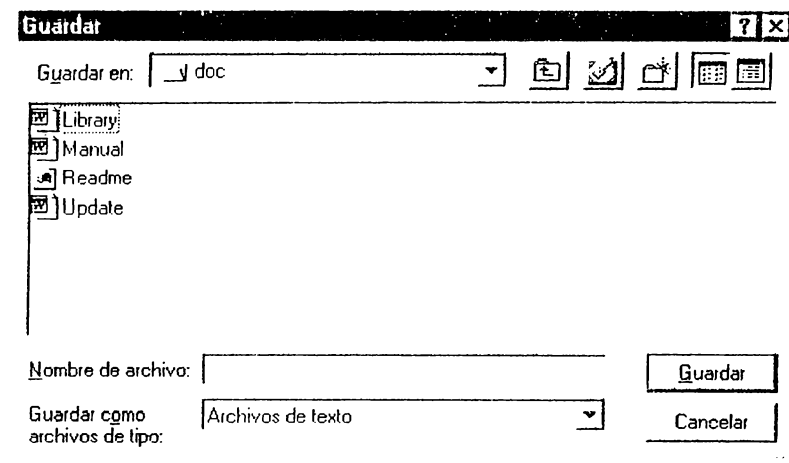 Guardar
Guardar en: doc
Library
Manual
Readme
Update
Nombre de archivo:
Guardar
Guardar como
archivos de tipo:
Archivos de texto
Cancelar